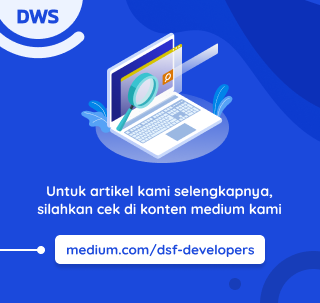 DWS
Untuk artikel kami selengkapnya,
silahkan cek di konten medium kami
medium.com/dsf-developers